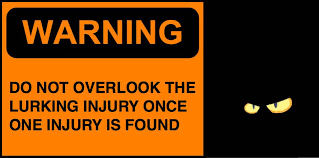 WARNING
DO NOT OVERLOOK THE
LURKING INJURY ONCE
ONE INJURY IS FOUND